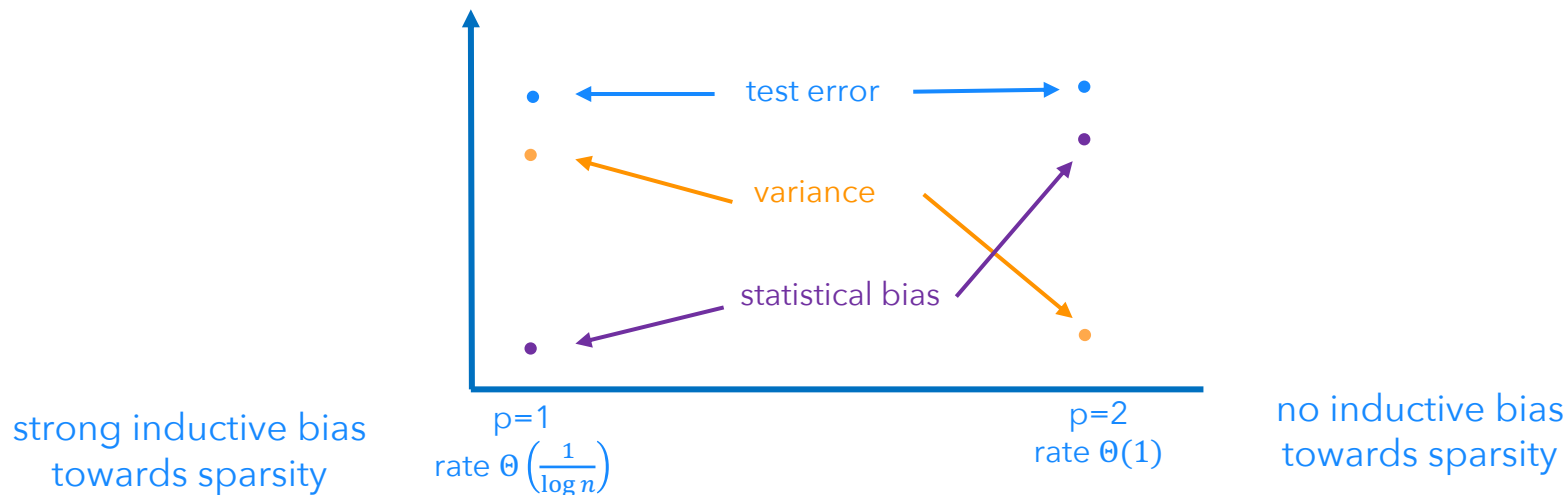 test error
variance
statistical bias
strong inductive bias
towards sparsity
p=1
rate Θ(1/log n)
p=2
rate Θ(1)
no inductive bias
towards sparsity